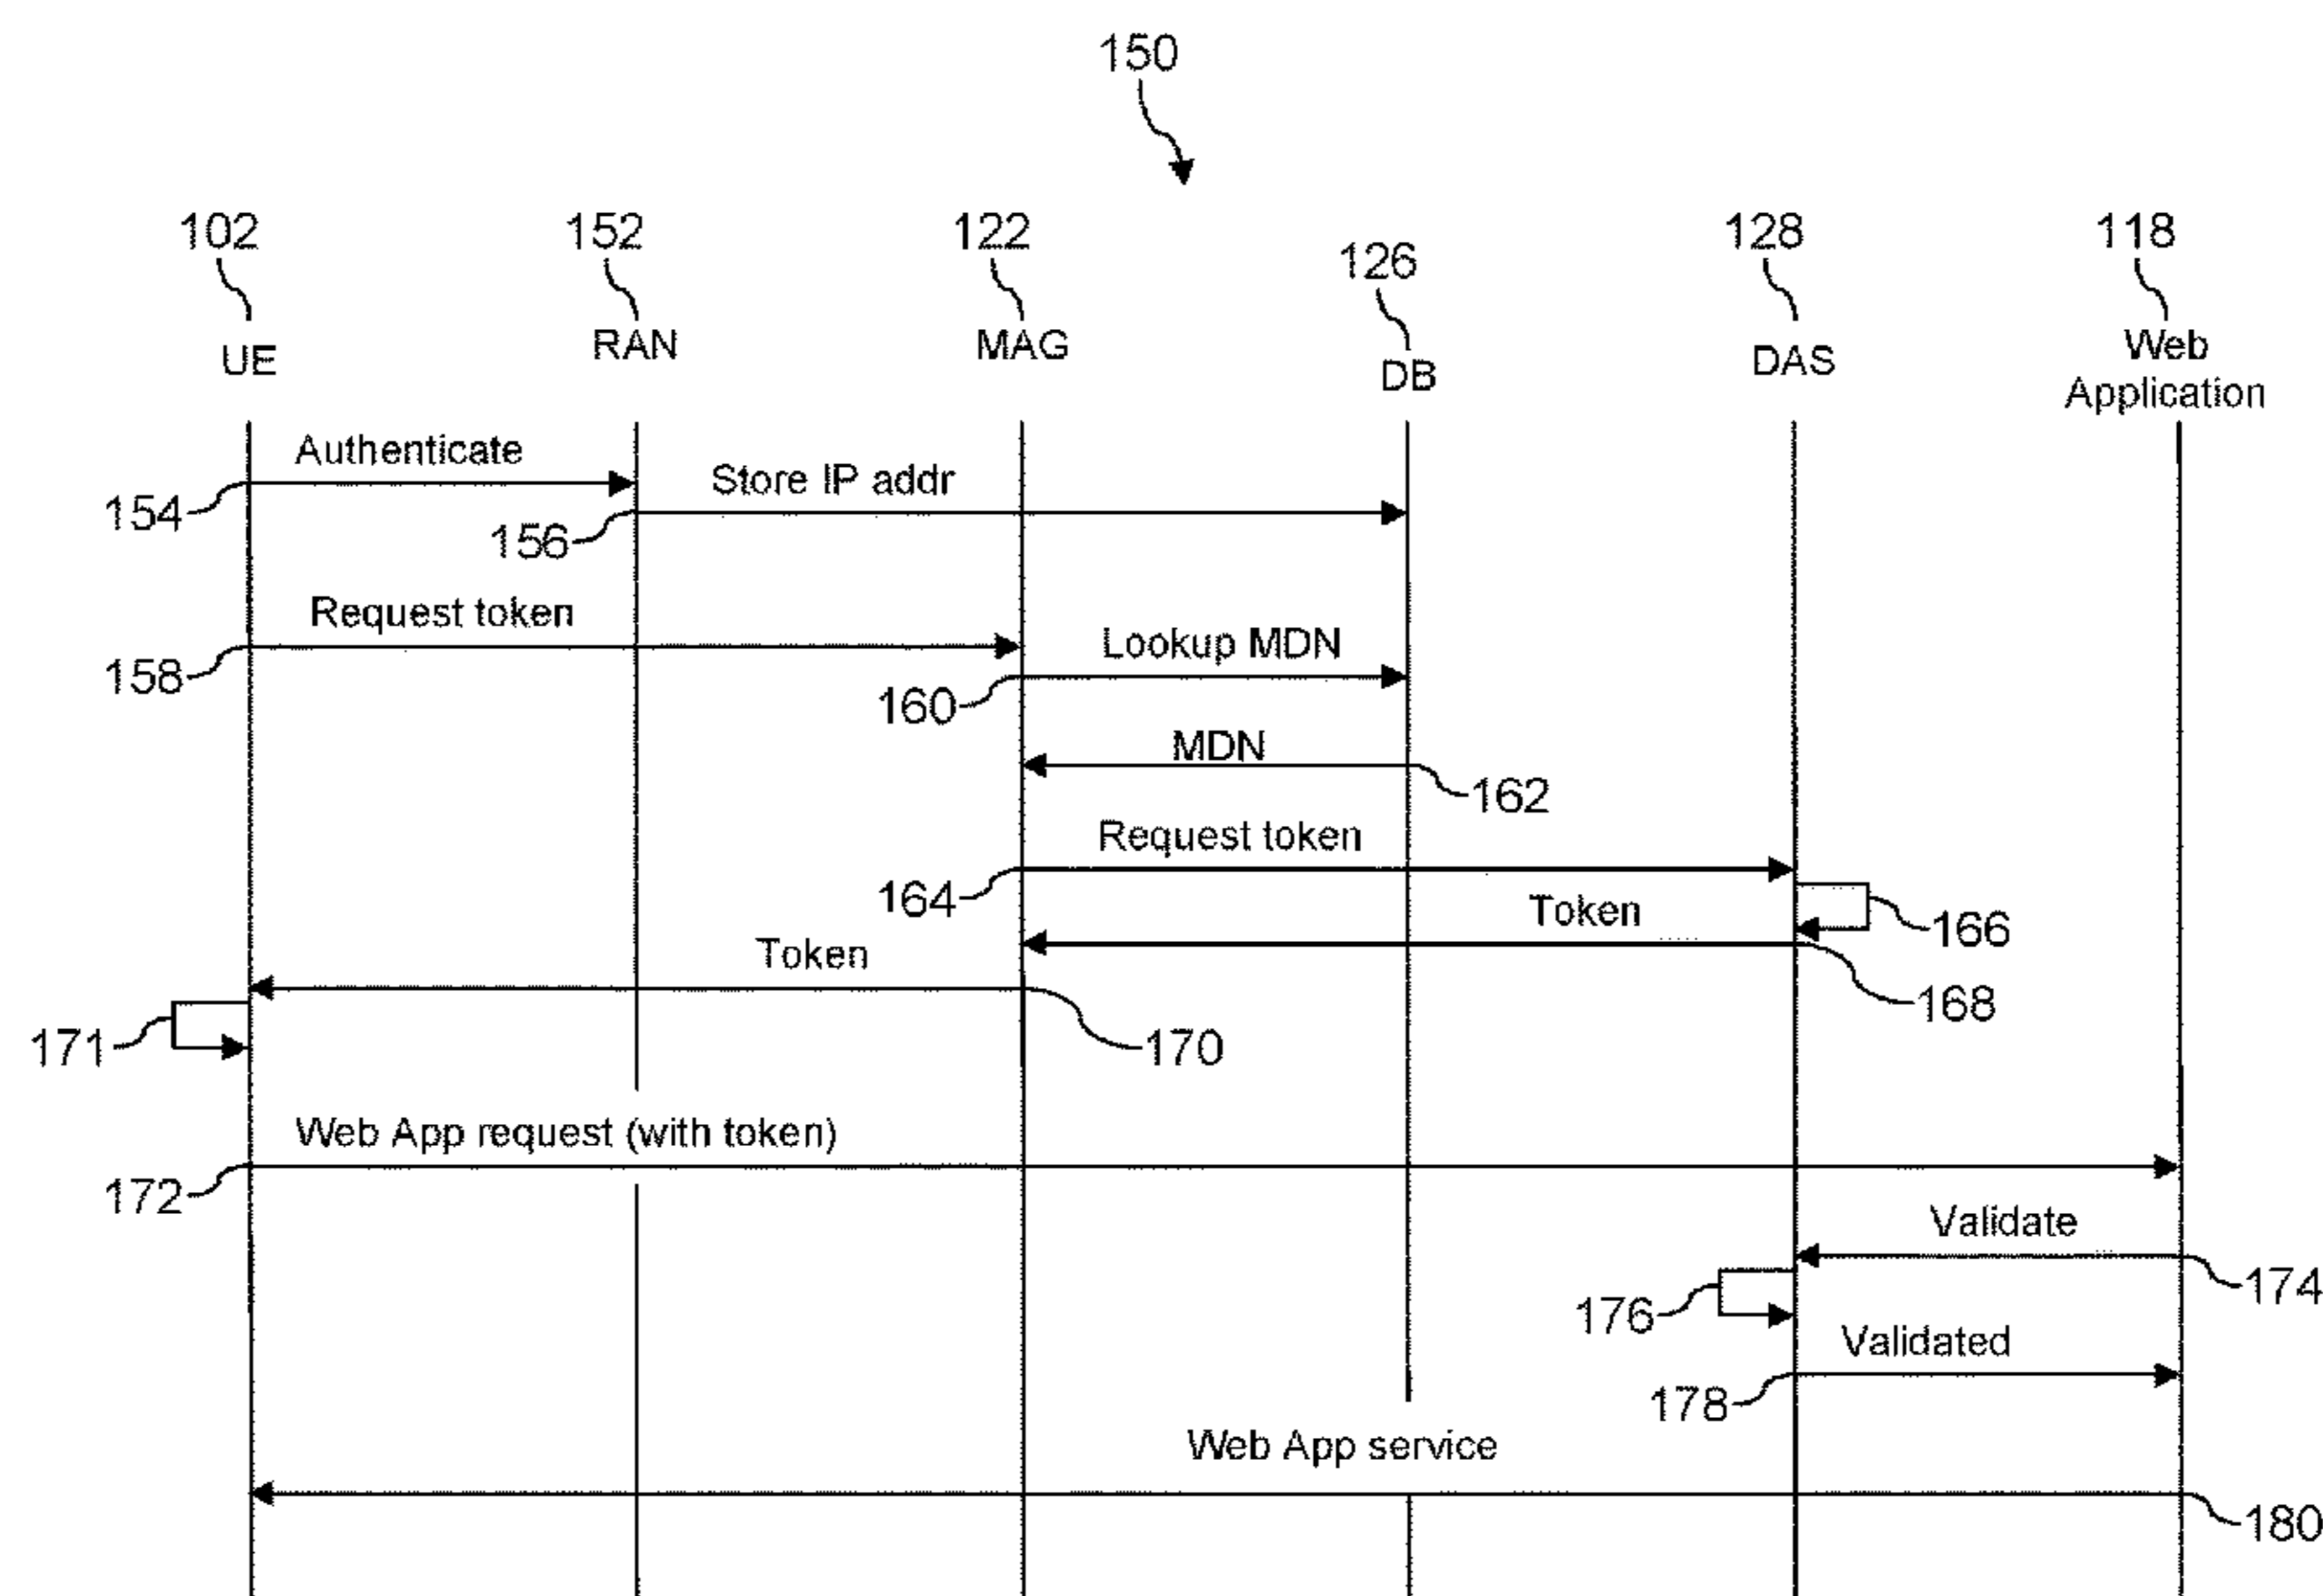 150
102
152
122
126
128
118
UE
RAN
MAG
DB
DAS
Web
Application
Authenticate
154
Store IP addr
156
Request token
158
Lookup MDN
160
MDN
162
Request token
164
166
Token
168
Token
170
171
Web App request (with token)
172
Validate
174
176
Validated
178
Web App service
180